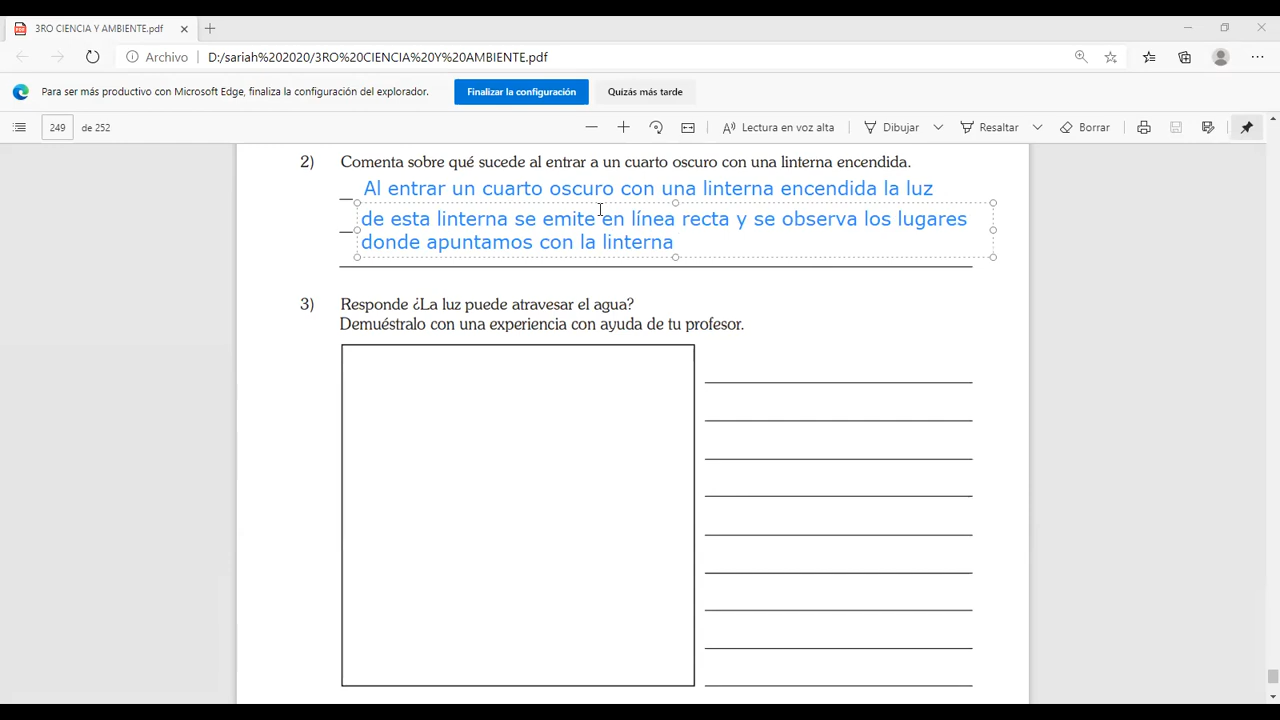 3RO CIENCIA Y AMBIENTE.pdf
Archivo D:/sariah%202020/3RO%20CIENCIA%20Y%20AMBIENTE.pdf
Para ser más productivo con Microsoft Edge, finaliza la configuración del explorador. Finalizar la configuración Quizás más tarde
249 de 252 Lectura en voz alta Dibujar Resaltar Borrar
2) Comenta sobre qué sucede al entrar a un cuarto oscuro con una linterna encendida.
Al entrar un cuarto oscuro con una linterna encendida la luz
de esta linterna se emite en línea recta y se observa los lugares
donde apuntamos con la linterna
3) Responde ¿La luz puede atravesar el agua?
Demuéstralo con una experiencia con ayuda de tu profesor.